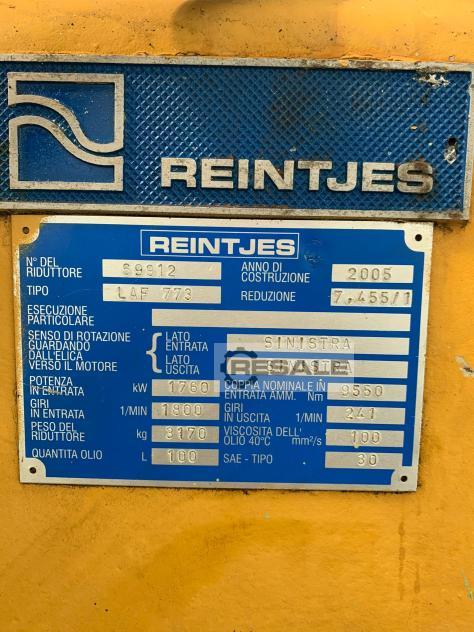 REINTJES
REINTJES
N° DEL RIDUTTORE 69912 ANNO DI COSTRUZIONE 2005
TIPO LAF 773 REDUZIONE 7,455/1
ESECUZIONE PARTICOLARE
SENSO DI ROTAZIONE GUARDANDO DALL'ELICA VERSO IL MOTORE
LATO ENTRATA SINISTRA
LATO USCITA SINISTRA
POTENZA IN ENTRATA kW 1760 COPPIA NOMINALE IN ENTRATA AMM. Nm 9550
GIRI IN ENTRATA 1/MIN 1800 GIRI IN USCITA 1/MIN 241
PESO DEL RIDUTTORE kg 3170 VISCOSITA DELL' OLIO 40°C mm²/s 100
QUANTITA OLIO L 100 SAE - TIPO 30